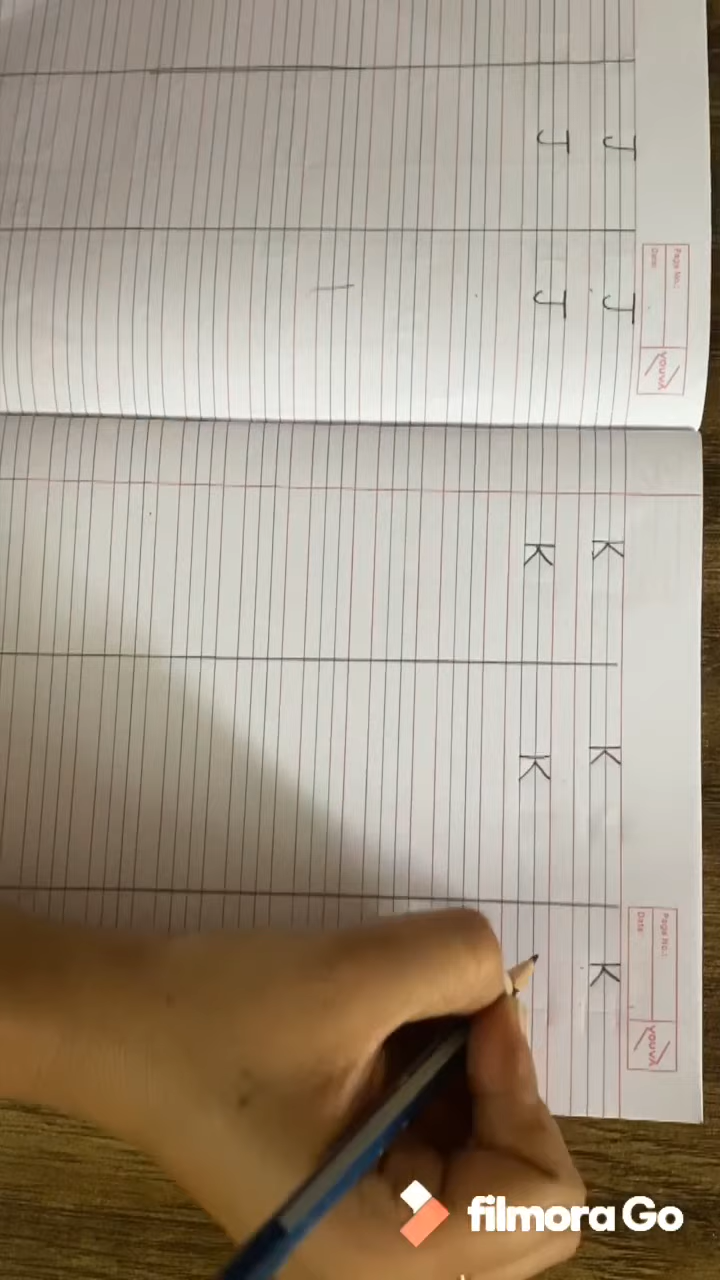 Page No.:
Date:
youva
J J
J J
Page No.:
Date:
youva
K K K
K K
filmora Go